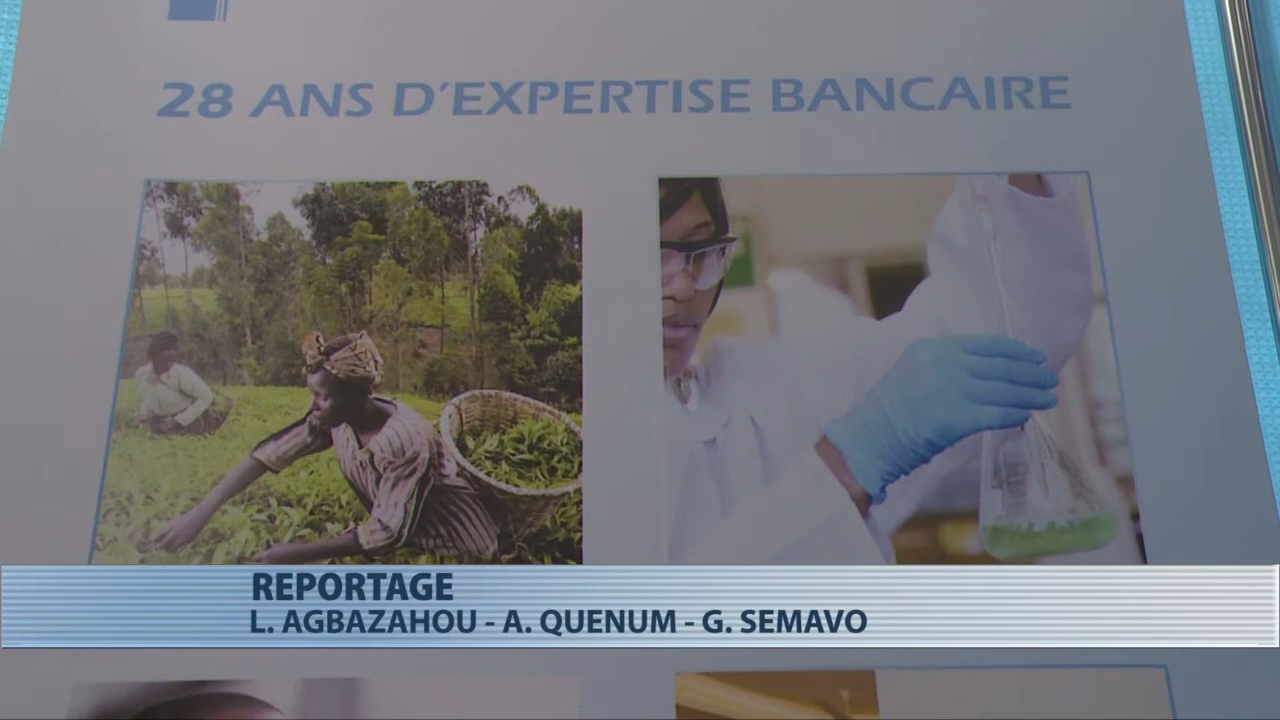 28 ANS D'EXPERTISE BANCAIRE
REPORTAGE
L. AGBAZAHOU - A. QUENUM - G. SEMAVO